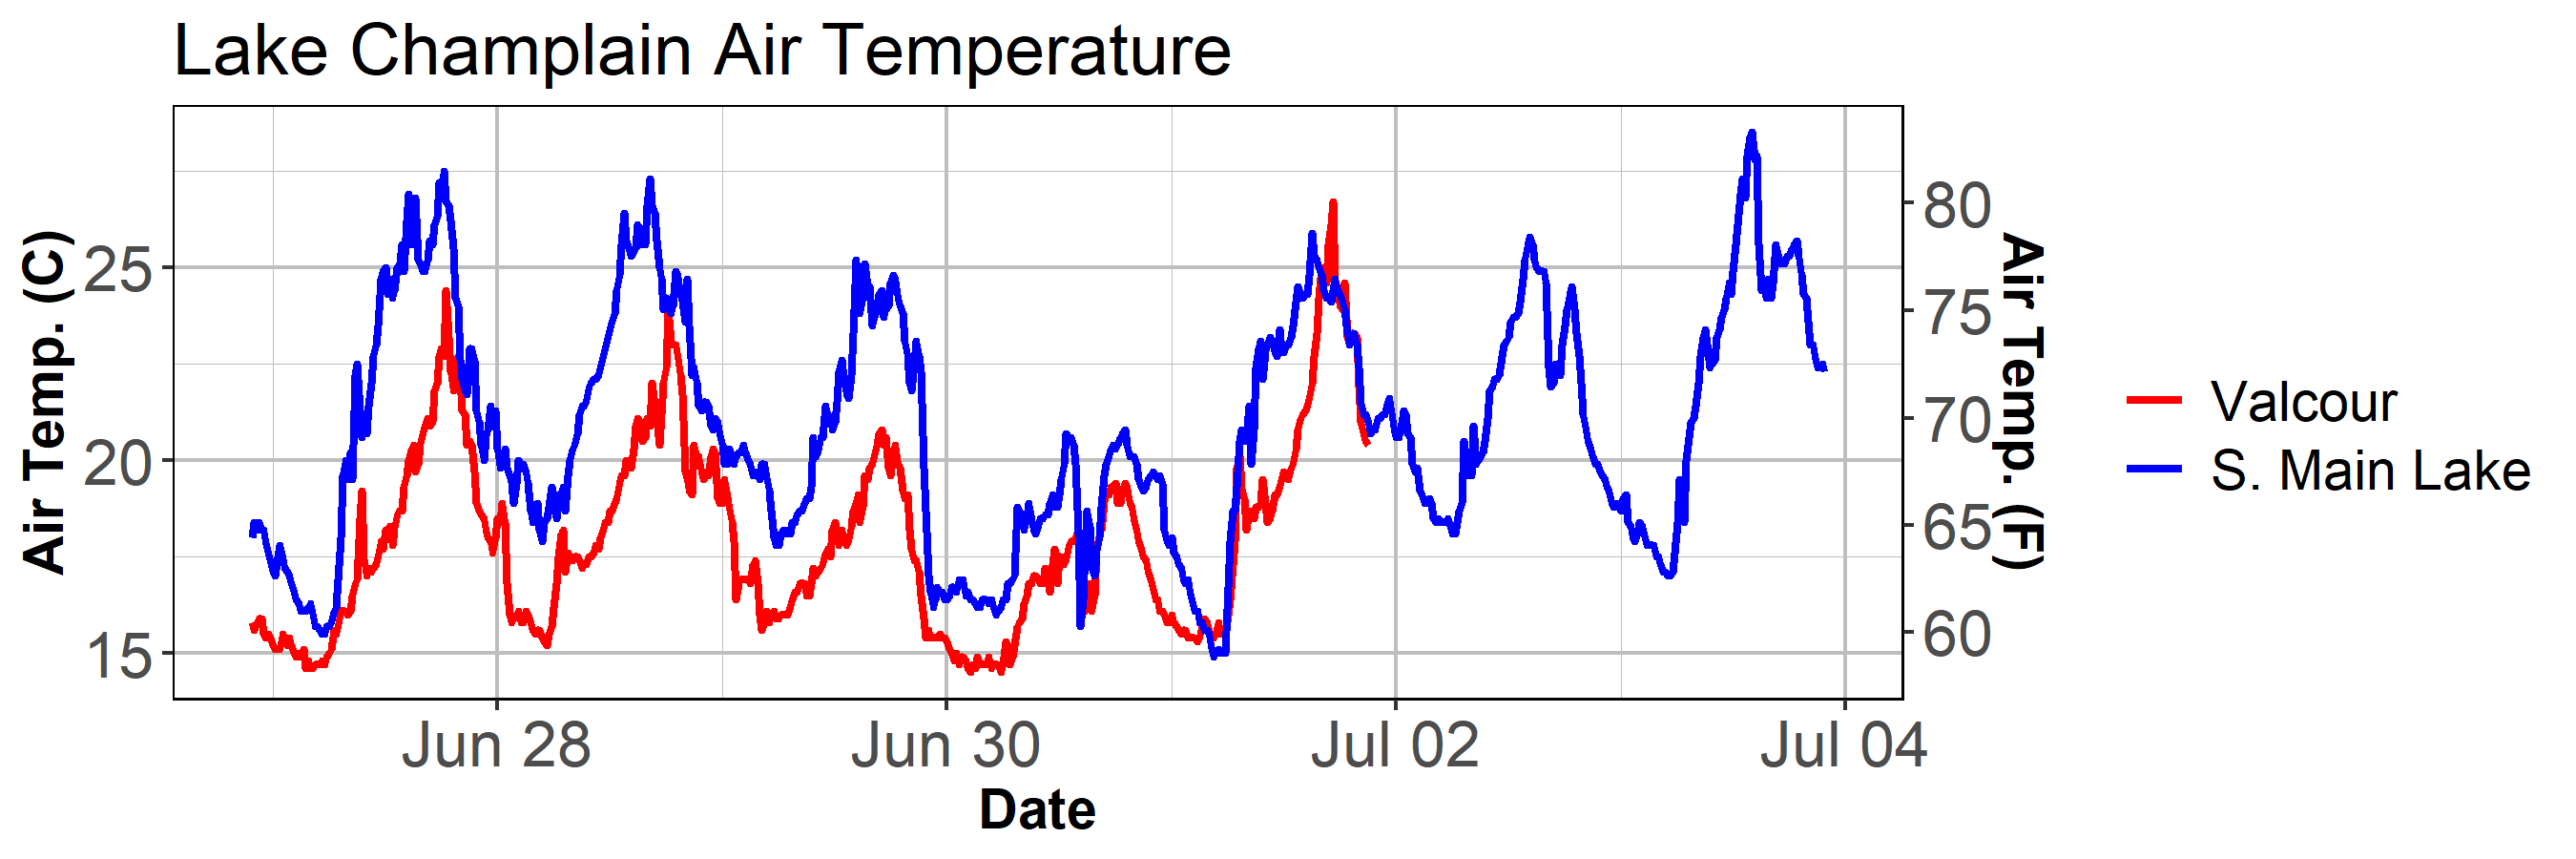 Lake Champlain Air Temperature
Air Temp. (C)
25
20
15
80
75
70
65
60
Air Temp. (F)
Jun 28
Jun 30
Jul 02
Jul 04
Date
Valcour
S. Main Lake